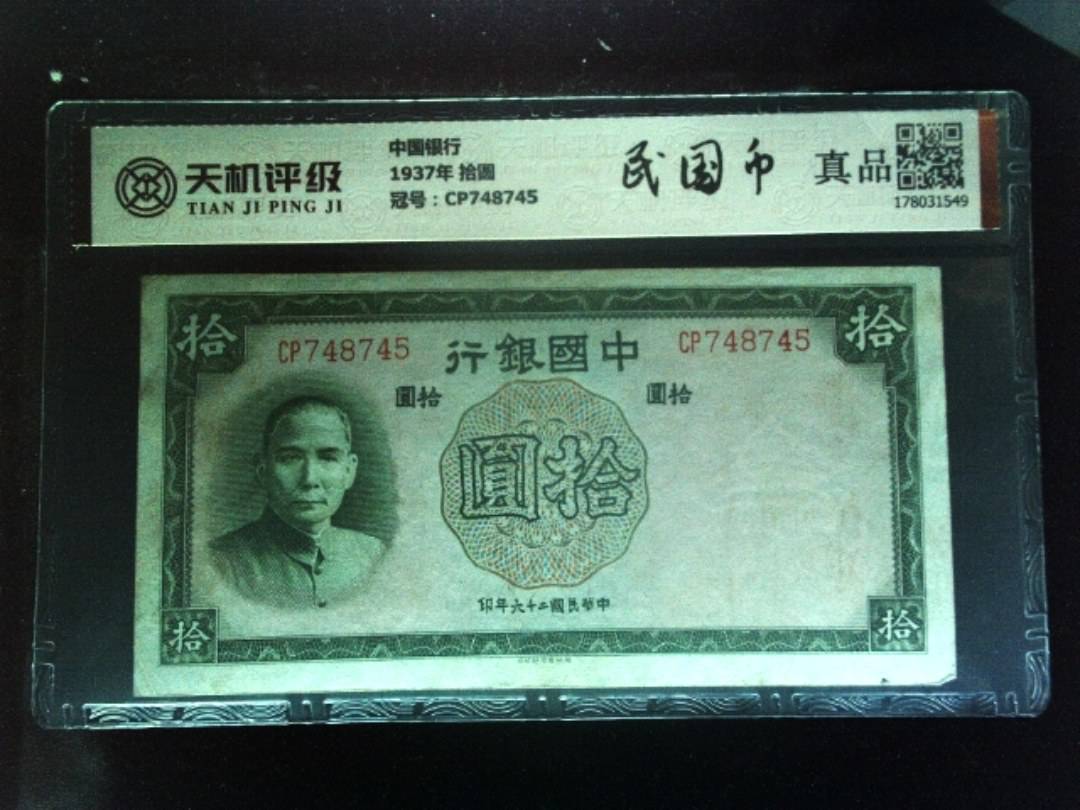 天机评级
TIAN JI PING JI
中国银行
1937年 拾圓
冠号：CP748745
民国币
真品
178031549
拾
拾
CP748745
中國銀行
CP748745
拾圓
拾圓
拾圓
中華民國二十六年印
拾
拾